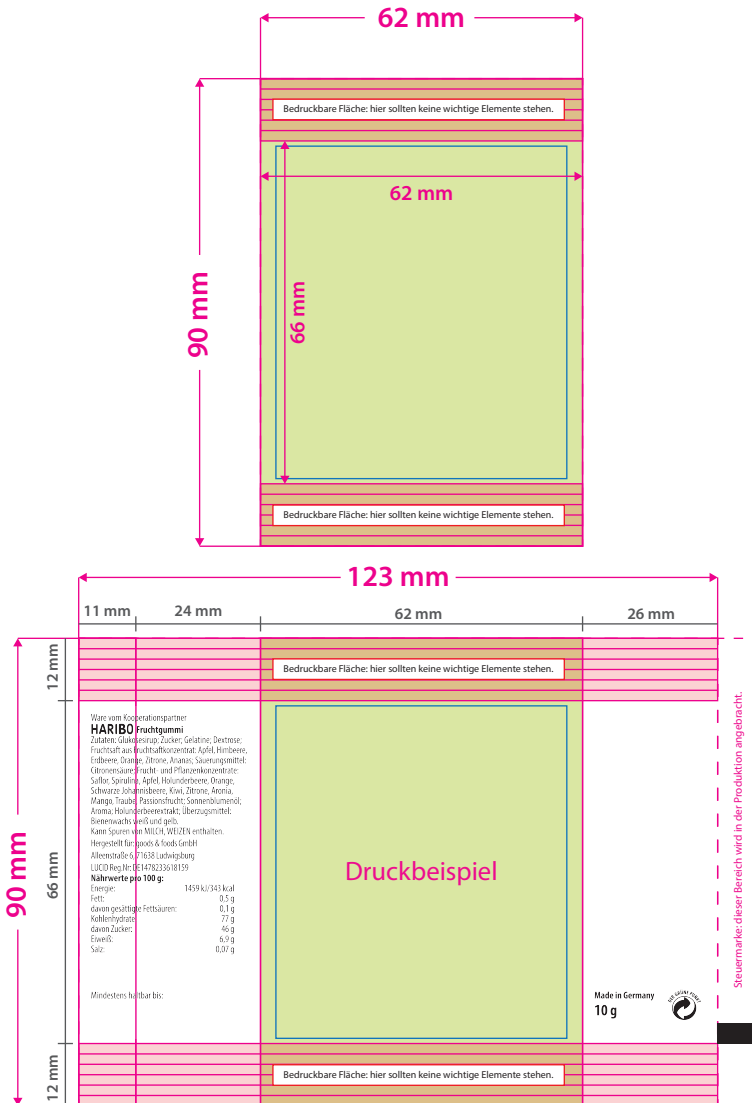 62 mm
Bedruckbare Fläche: hier sollten keine wichtige Elemente stehen.
62 mm
90 mm
66 mm
Bedruckbare Fläche: hier sollten keine wichtige Elemente stehen.
123 mm
11 mm
24 mm
62 mm
26 mm
12 mm
Bedruckbare Fläche: hier sollten keine wichtige Elemente stehen.
Ware vom Kooperationspartner
HARIBO Fruchtgummi
Zutaten: Glukosesirup; Zucker; Gelatine; Dextrose;
Fruchtsaft aus Fruchtsaftkonzentrat: Apfel, Himbeere,
Erdbeere, Orange, Zitrone, Ananas; Säuerungsmittel:
Citronensäure; Frucht- und Pflanzenkonzentrate:
Saflor, Spirulina, Apfel, Holunderbeere, Orange,
Schwarze Johannisbeere, Kiwi, Zitrone, Aronia,
Mango, Traube, Passionsfrucht; Sonnenblumenöl;
Aroma; Holunderbeerextrakt; Überzugsmittel:
Bienenwachs weiß und gelb.
Kann Spuren von MILCH, WEIZEN enthalten.
Hergestellt für: goods & foods GmbH
Alleenstraße 6, 71638 Ludwigsburg
LUCID Reg.Nr: DE1478233618159
Nährwerte pro 100 g:
Energie: 1459 kJ/343 kcal
Fett: 0,5 g
davon gesättigte Fettsäuren: 0,1 g
Kohlenhydrate: 77 g
davon Zucker: 46 g
Eiweiß: 6,9 g
Salz: 0,07 g
Mindestens haltbar bis:
90 mm
66 mm
Druckbeispiel
Made in Germany
10 g
DER GRÜNE PUNKT
Steuermarke: dieser Bereich wird in der Produktion angebracht.
12 mm
Bedruckbare Fläche: hier sollten keine wichtige Elemente stehen.